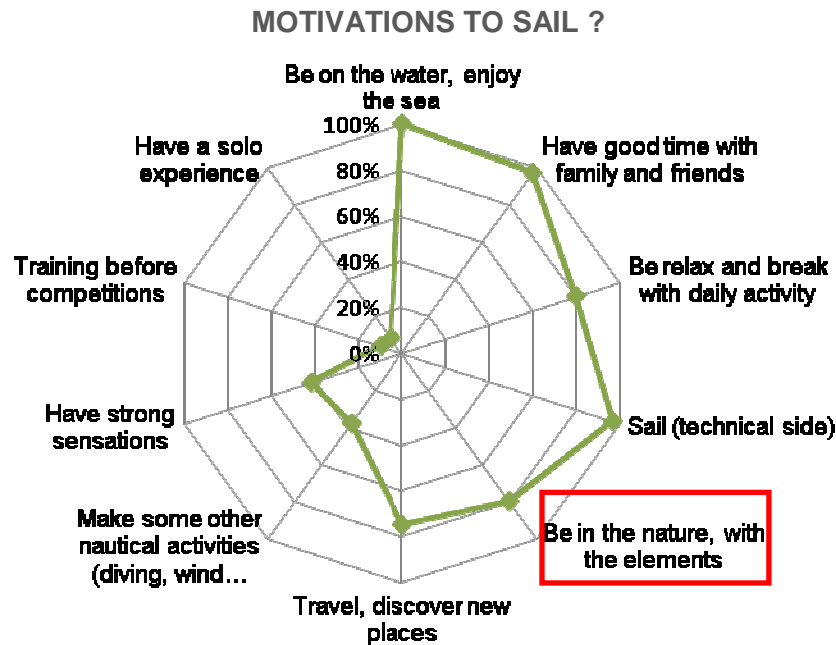 MOTIVATIONS TO SAIL ?
Be on the water, enjoy
the sea
Have good time with
family and friends
Be relax and break
with daily activity
Sail (technical side)
Be in the nature, with
the elements
Travel, discover new
places
Make some other
nautical activities
(diving, wind...
Have strong
sensations
Training before
competitions
Have a solo
experience
100%
80%
60%
40%
20%
0%